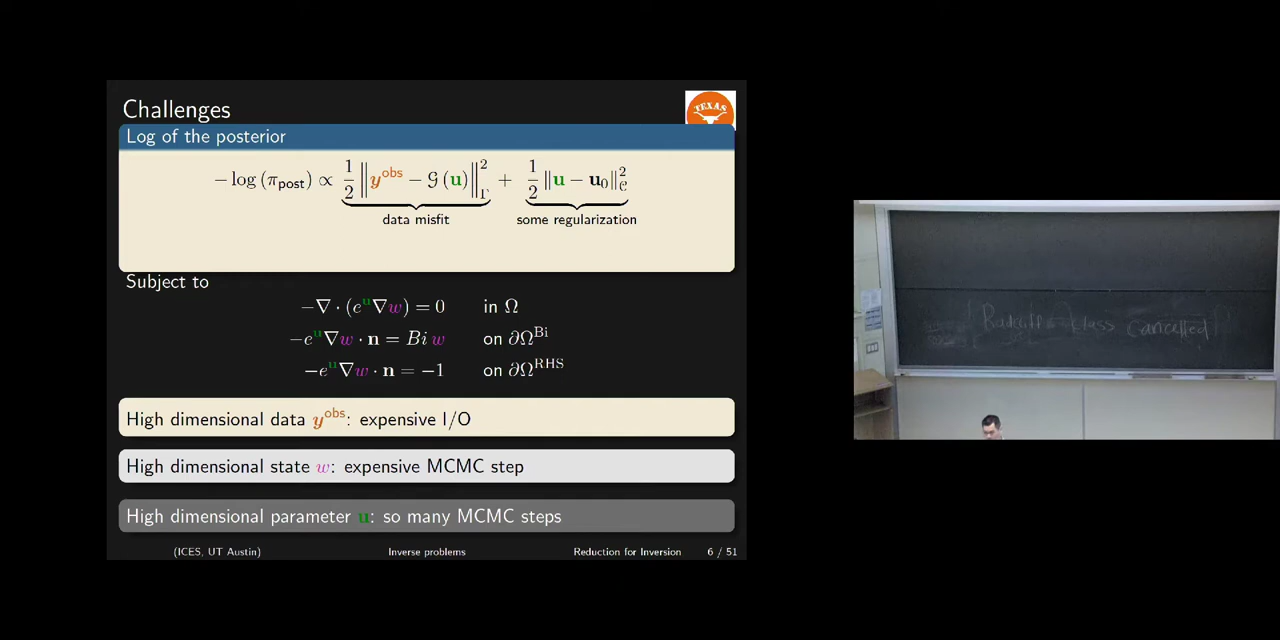 Challenges
TEXAS
Log of the posterior
− log (π_post) ∝ 1/2 ‖y^obs − 𝒢 (u)‖²_Γ + 1/2 ‖u − u₀‖²_𝒞
data misfit some regularization
Subject to
−∇ · (e^u ∇w) = 0 in Ω
−e^u ∇w · n = Bi w on ∂Ω^Bi
−e^u ∇w · n = −1 on ∂Ω^RHS
High dimensional data y^obs: expensive I/O
High dimensional state w: expensive MCMC step
High dimensional parameter u: so many MCMC steps
(ICES, UT Austin) Inverse problems Reduction for Inversion 6 / 51
class cancelled